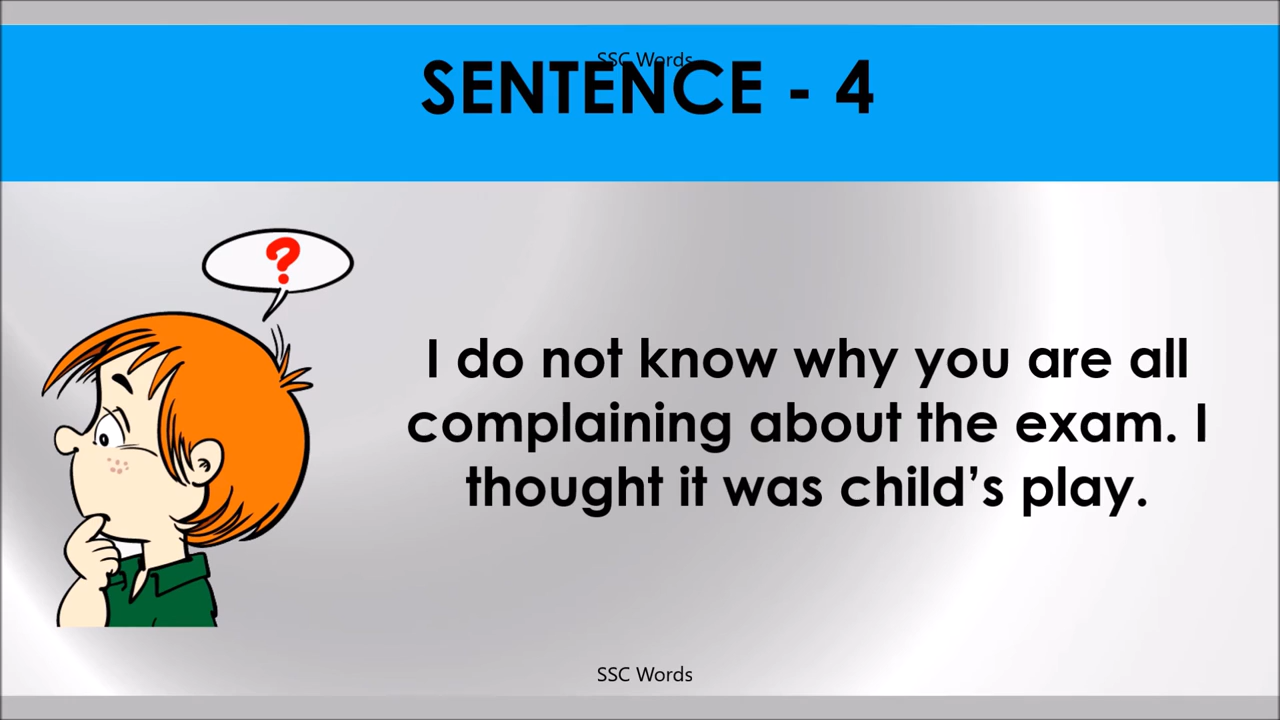 SSC Words
SENTENCE - 4
?
I do not know why you are all
complaining about the exam. I
thought it was child’s play.
SSC Words